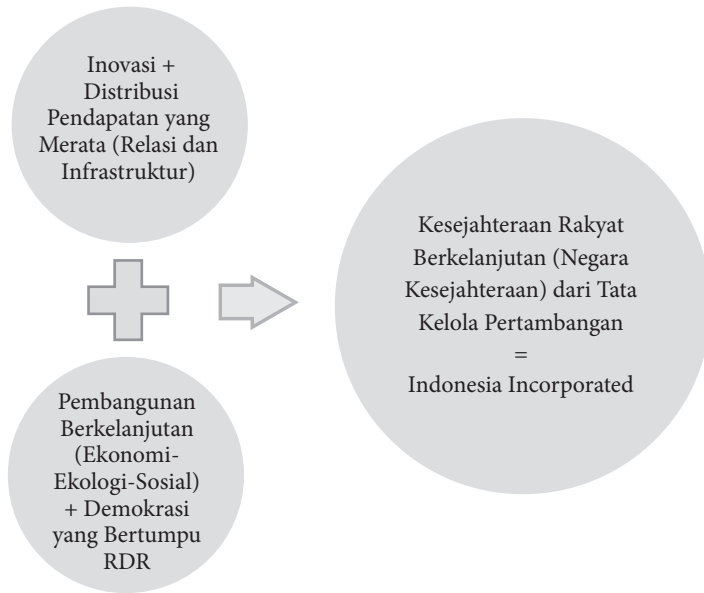 Inovasi +
Distribusi
Pendapatan yang
Merata (Relasi dan
Infrastruktur)
Pembangunan
Berkelanjutan
(Ekonomi-
Ekologi-Sosial)
+ Demokrasi
yang Bertumpu
RDR
Kesejahteraan Rakyat
Berkelanjutan (Negara
Kesejahteraan) dari Tata
Kelola Pertambangan
=
Indonesia Incorporated